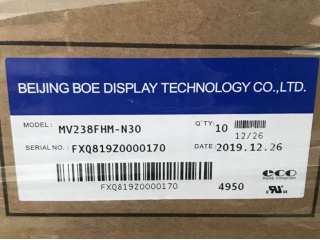 BEIJING BOE DISPLAY TECHNOLOGY CO.,LTD.
MODEL: MV238FHM-N30 Q'TY: 10
12/26
SERIAL NO.: FXQ819Z0000170 DATE: 2019.12.26
FXQ819Z0000170 4950 eco